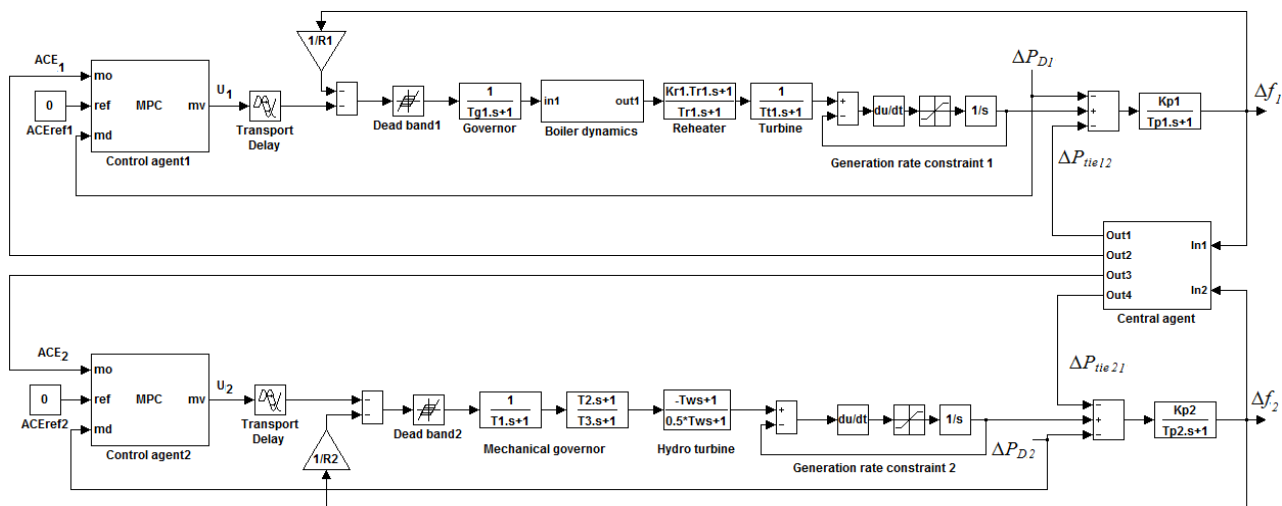 1/R1
ACE1
mo
ref
md
MPC
mv
0
ACEref1
Control agent1
U1
Transport
Delay
-
-
Dead band1
1
Tg1.s+1
Governor
in1
out1
Boiler dynamics
Kr1.Tr1.s+1
Tr1.s+1
Reheater
1
Tt1.s+1
Turbine
+
-
du/dt
1/s
Generation rate constraint 1
ΔPD1
-
+
-
Kp1
Tp1.s+1
Δf1
ΔPtie12
Out1
Out2
Out3
Out4
In1
In2
Central agent
ACE2
mo
ref
md
MPC
mv
0
ACEref2
Control agent2
U2
Transport
Delay
-
-
1/R2
Dead band2
1
T1.s+1
T2.s+1
T3.s+1
Mechanical governor
-Tws+1
0.5*Tws+1
Hydro turbine
+
-
du/dt
1/s
Generation rate constraint 2
ΔPtie21
ΔPD2
-
+
-
Kp2
Tp2.s+1
Δf2